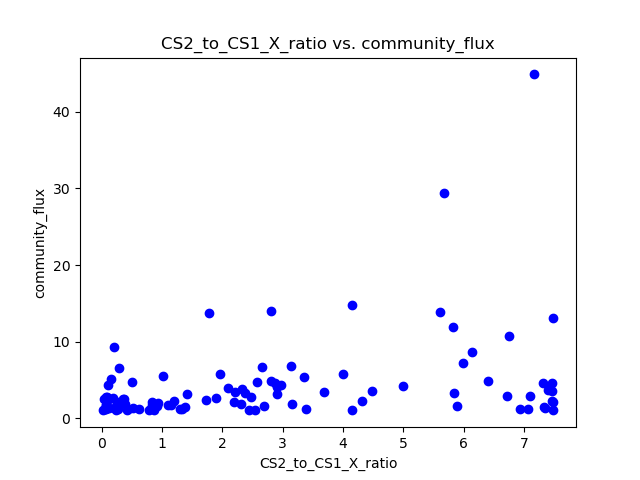 CS2_to_CS1_X_ratio vs. community_flux
40
30
20
10
0
community_flux
0 1 2 3 4 5 6 7
CS2_to_CS1_X_ratio